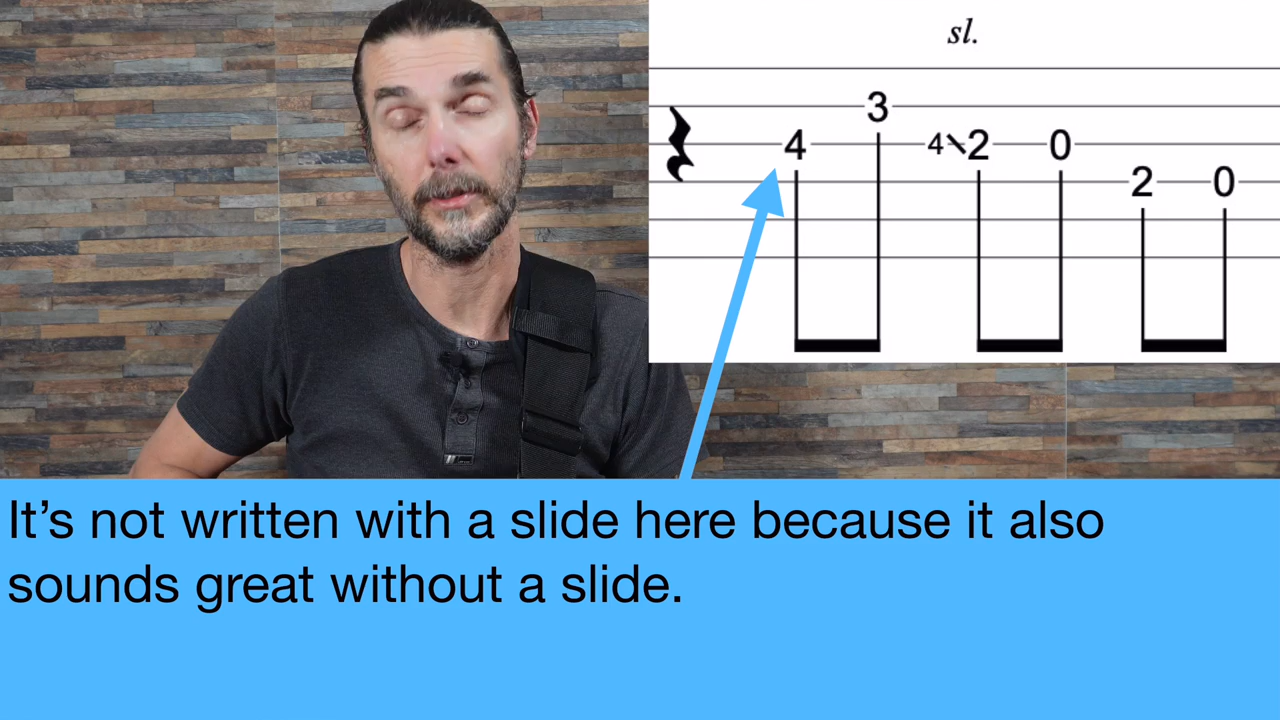 sl.
3
4 4 2 0
2 0
It's not written with a slide here because it also
sounds great without a slide.